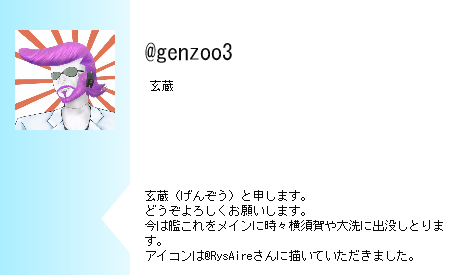 @genzoo3
玄蔵
玄蔵（げんぞう）と申します。
どうぞよろしくお願いします。
今は艦これをメインに時々横須賀や大洗に出没しとりま
す。
アイコンは@RysAireさんに描いていただきました。